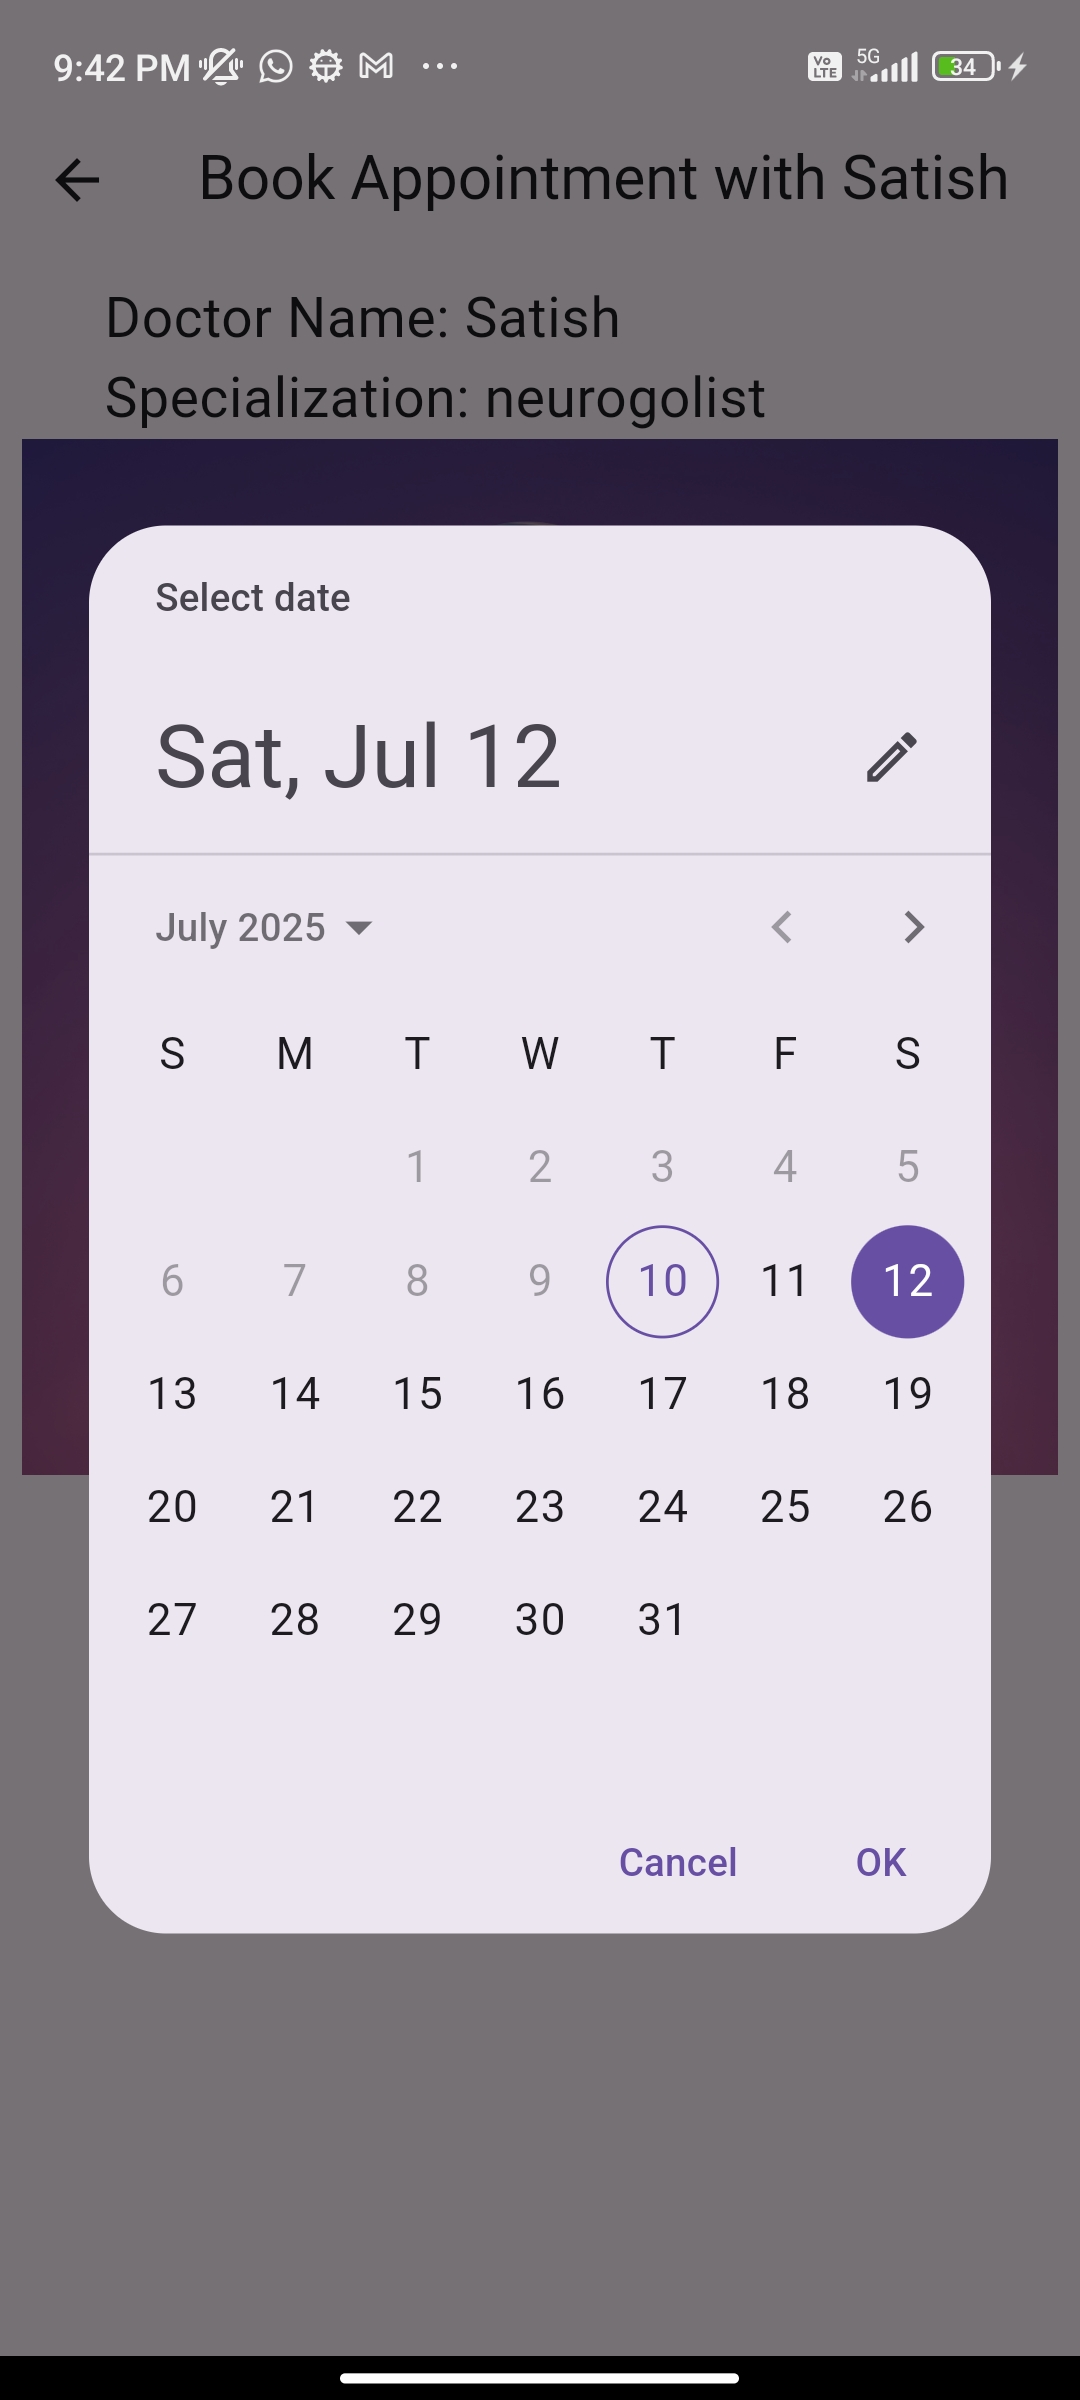 9:42 PM
Vo LTE 5G 34
Book Appointment with Satish
Doctor Name: Satish
Specialization: neurogolist
Select date
Sat, Jul 12
July 2025
S M T W T F S
1 2 3 4 5
6 7 8 9 10 11 12
13 14 15 16 17 18 19
20 21 22 23 24 25 26
27 28 29 30 31
Cancel OK